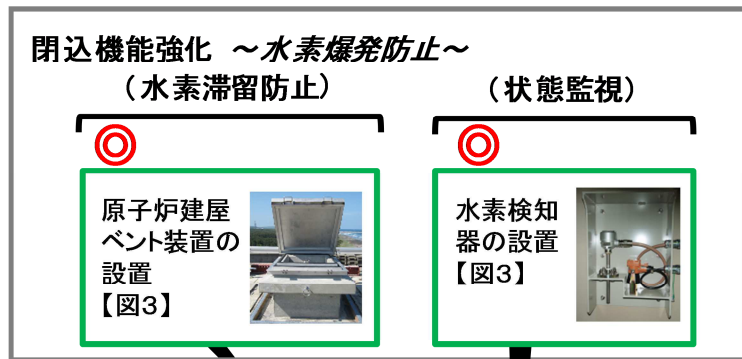 閉込機能強化 ~水素爆発防止~
(水素滞留防止)
(状態監視)
◎
原子炉建屋
ベント装置の
設置
【図3】
◎
水素検知
器の設置
【図3】